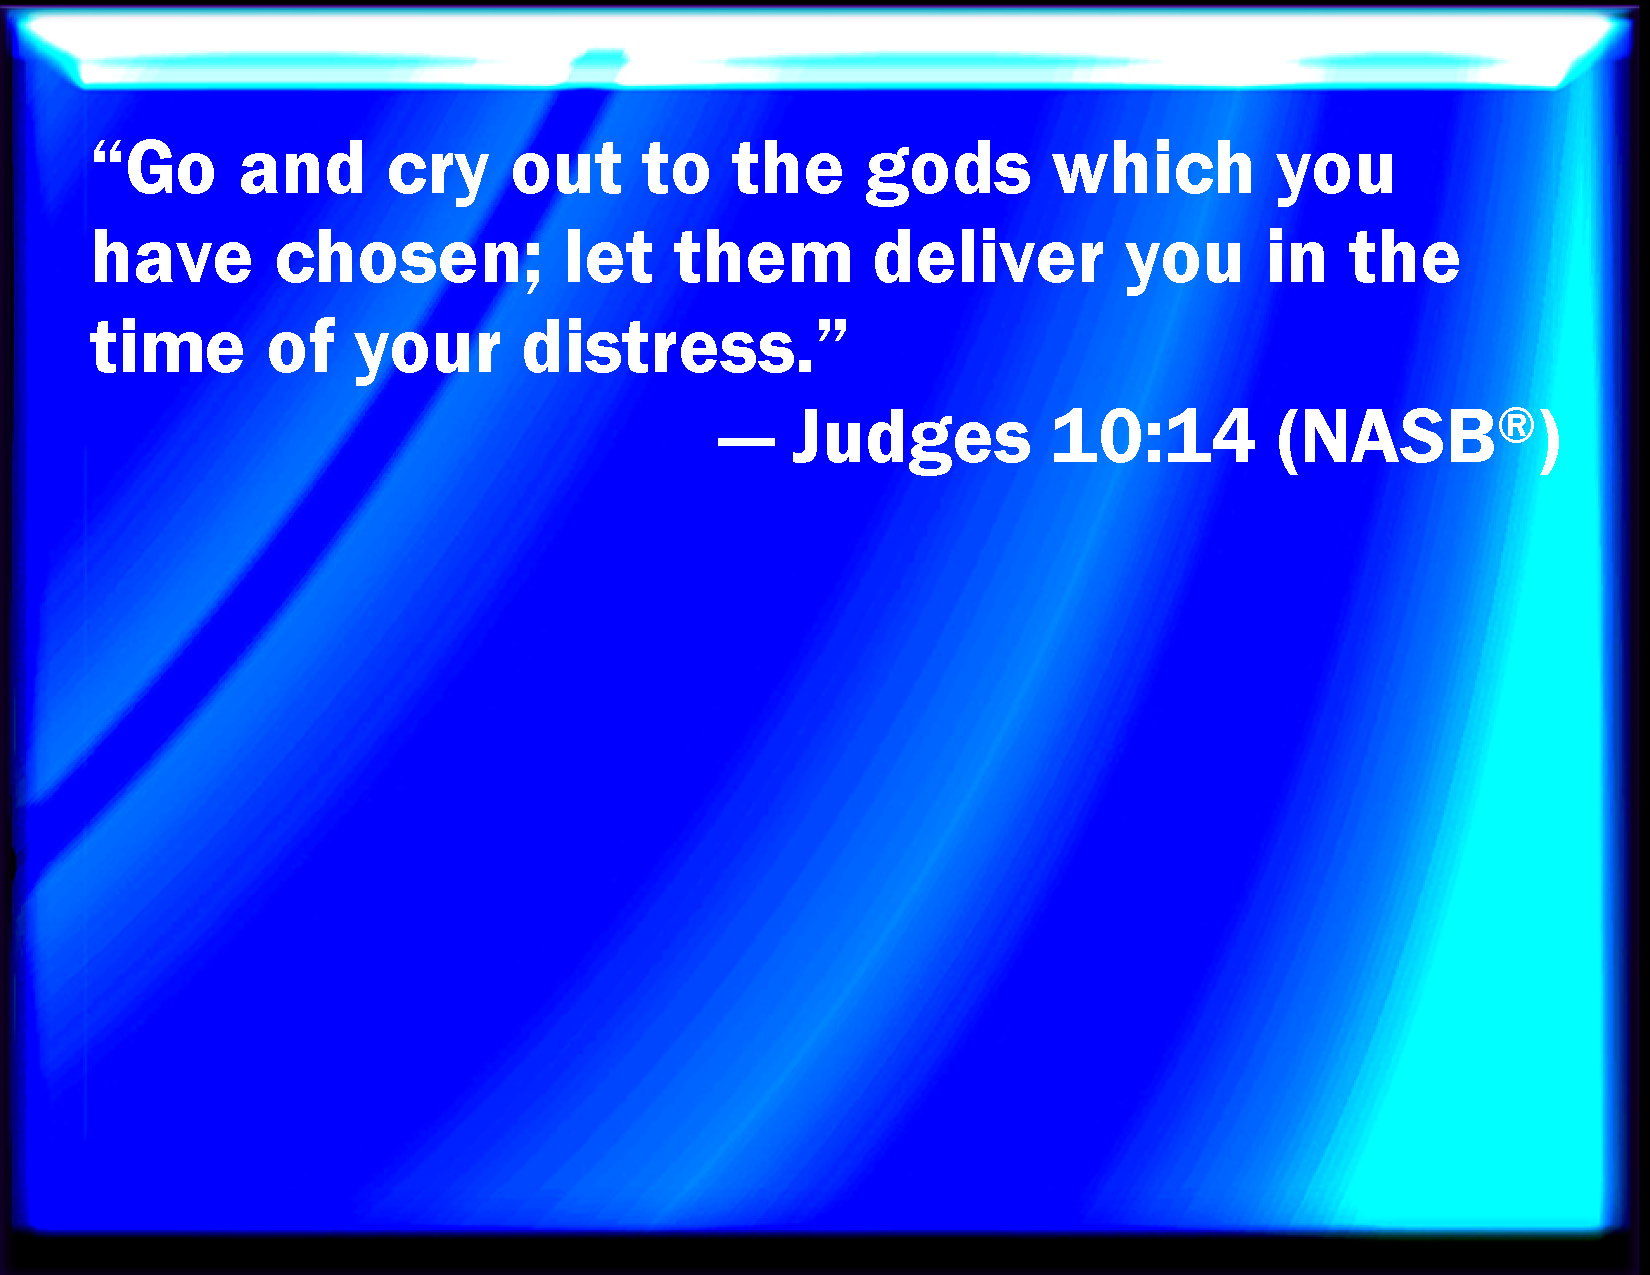 “Go and cry out to the gods which you
have chosen; let them deliver you in the
time of your distress.”
— Judges 10:14 (NASB®)